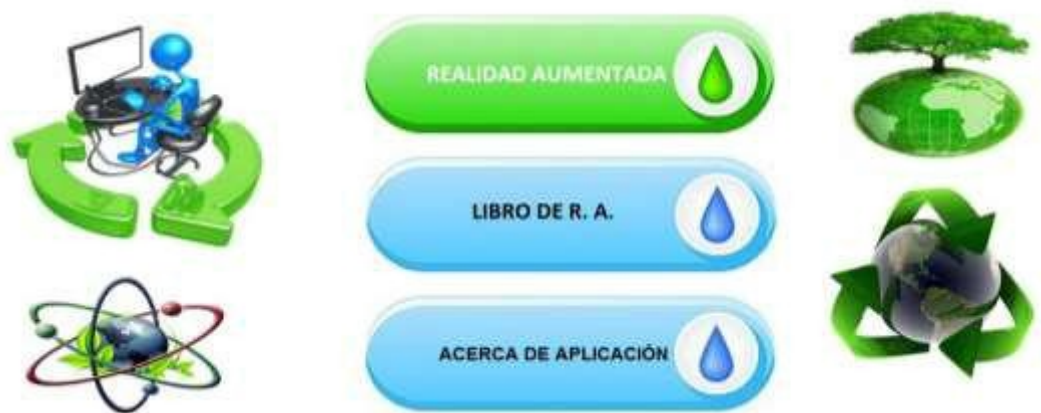 REALIDAD AUMENTADA
LIBRO DE R. A.
ACERCA DE APLICACIÓN